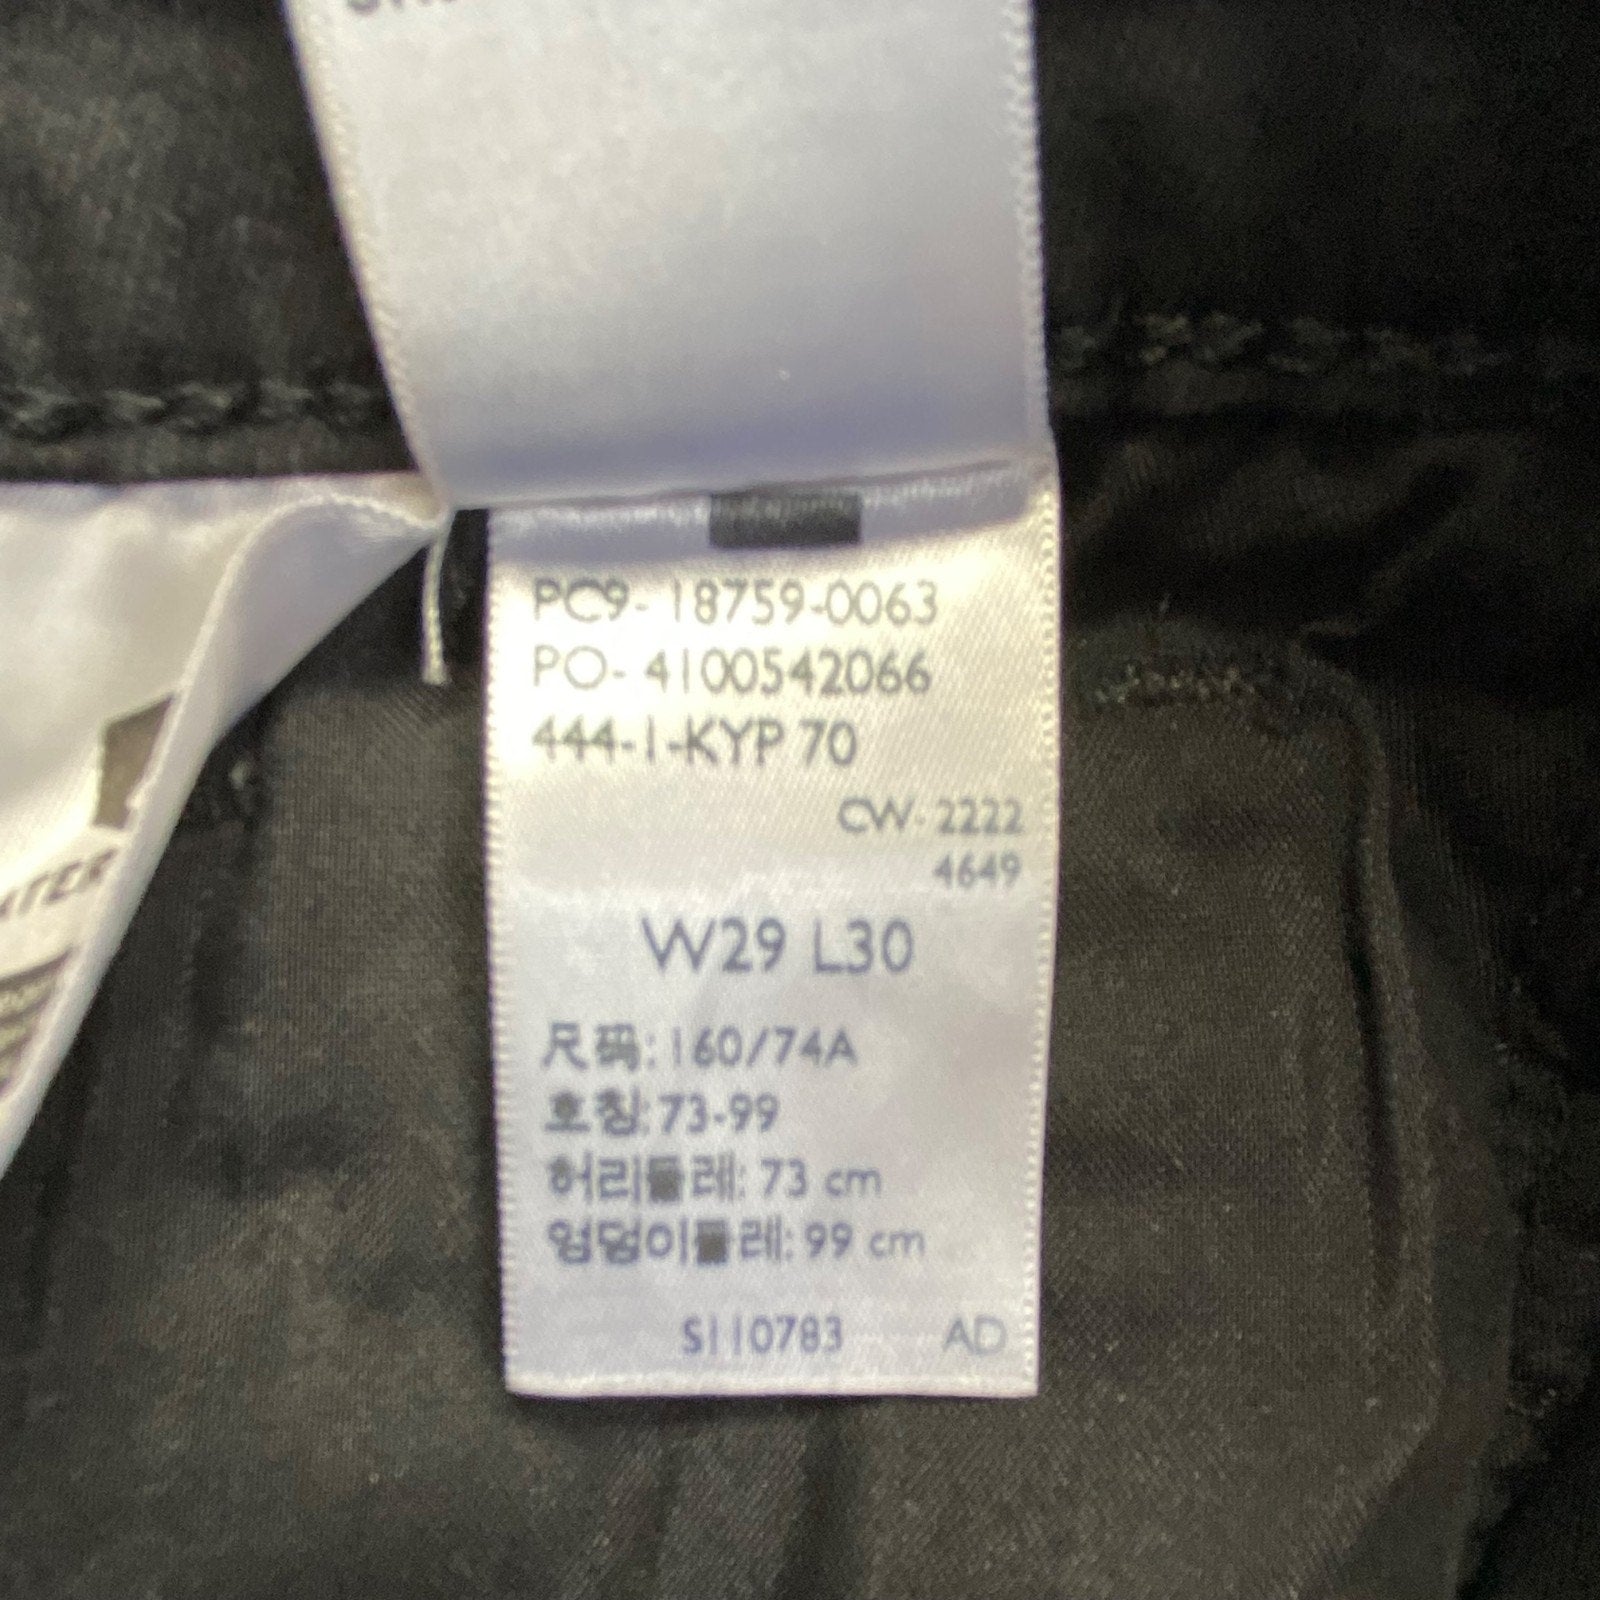 PC9- 18759-0063
PO- 4100542066
444-1-KYP 70
CW- 2222
4649
W29 L30
尺码: 160/74A
호칭: 73-99
허리둘레: 73 cm
엉덩이둘레: 99 cm
S110783 AD